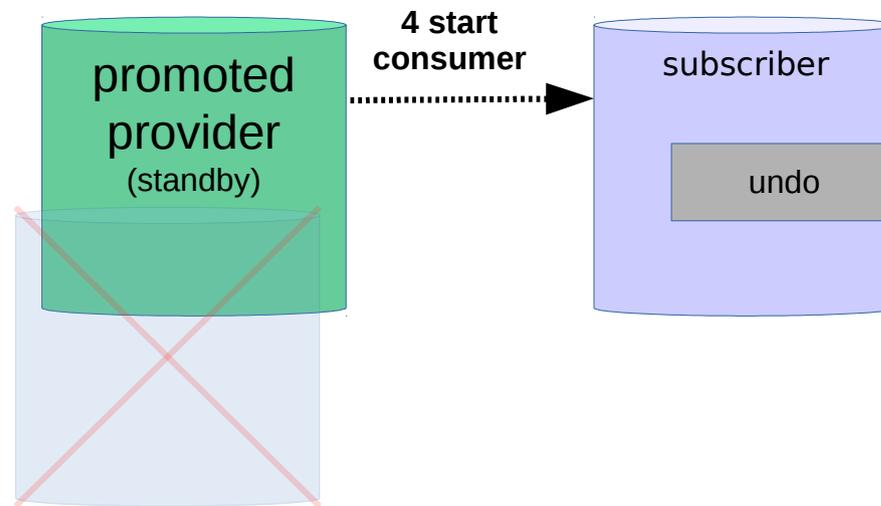 promoted
provider
(standby)
4 start
consumer
subscriber
undo